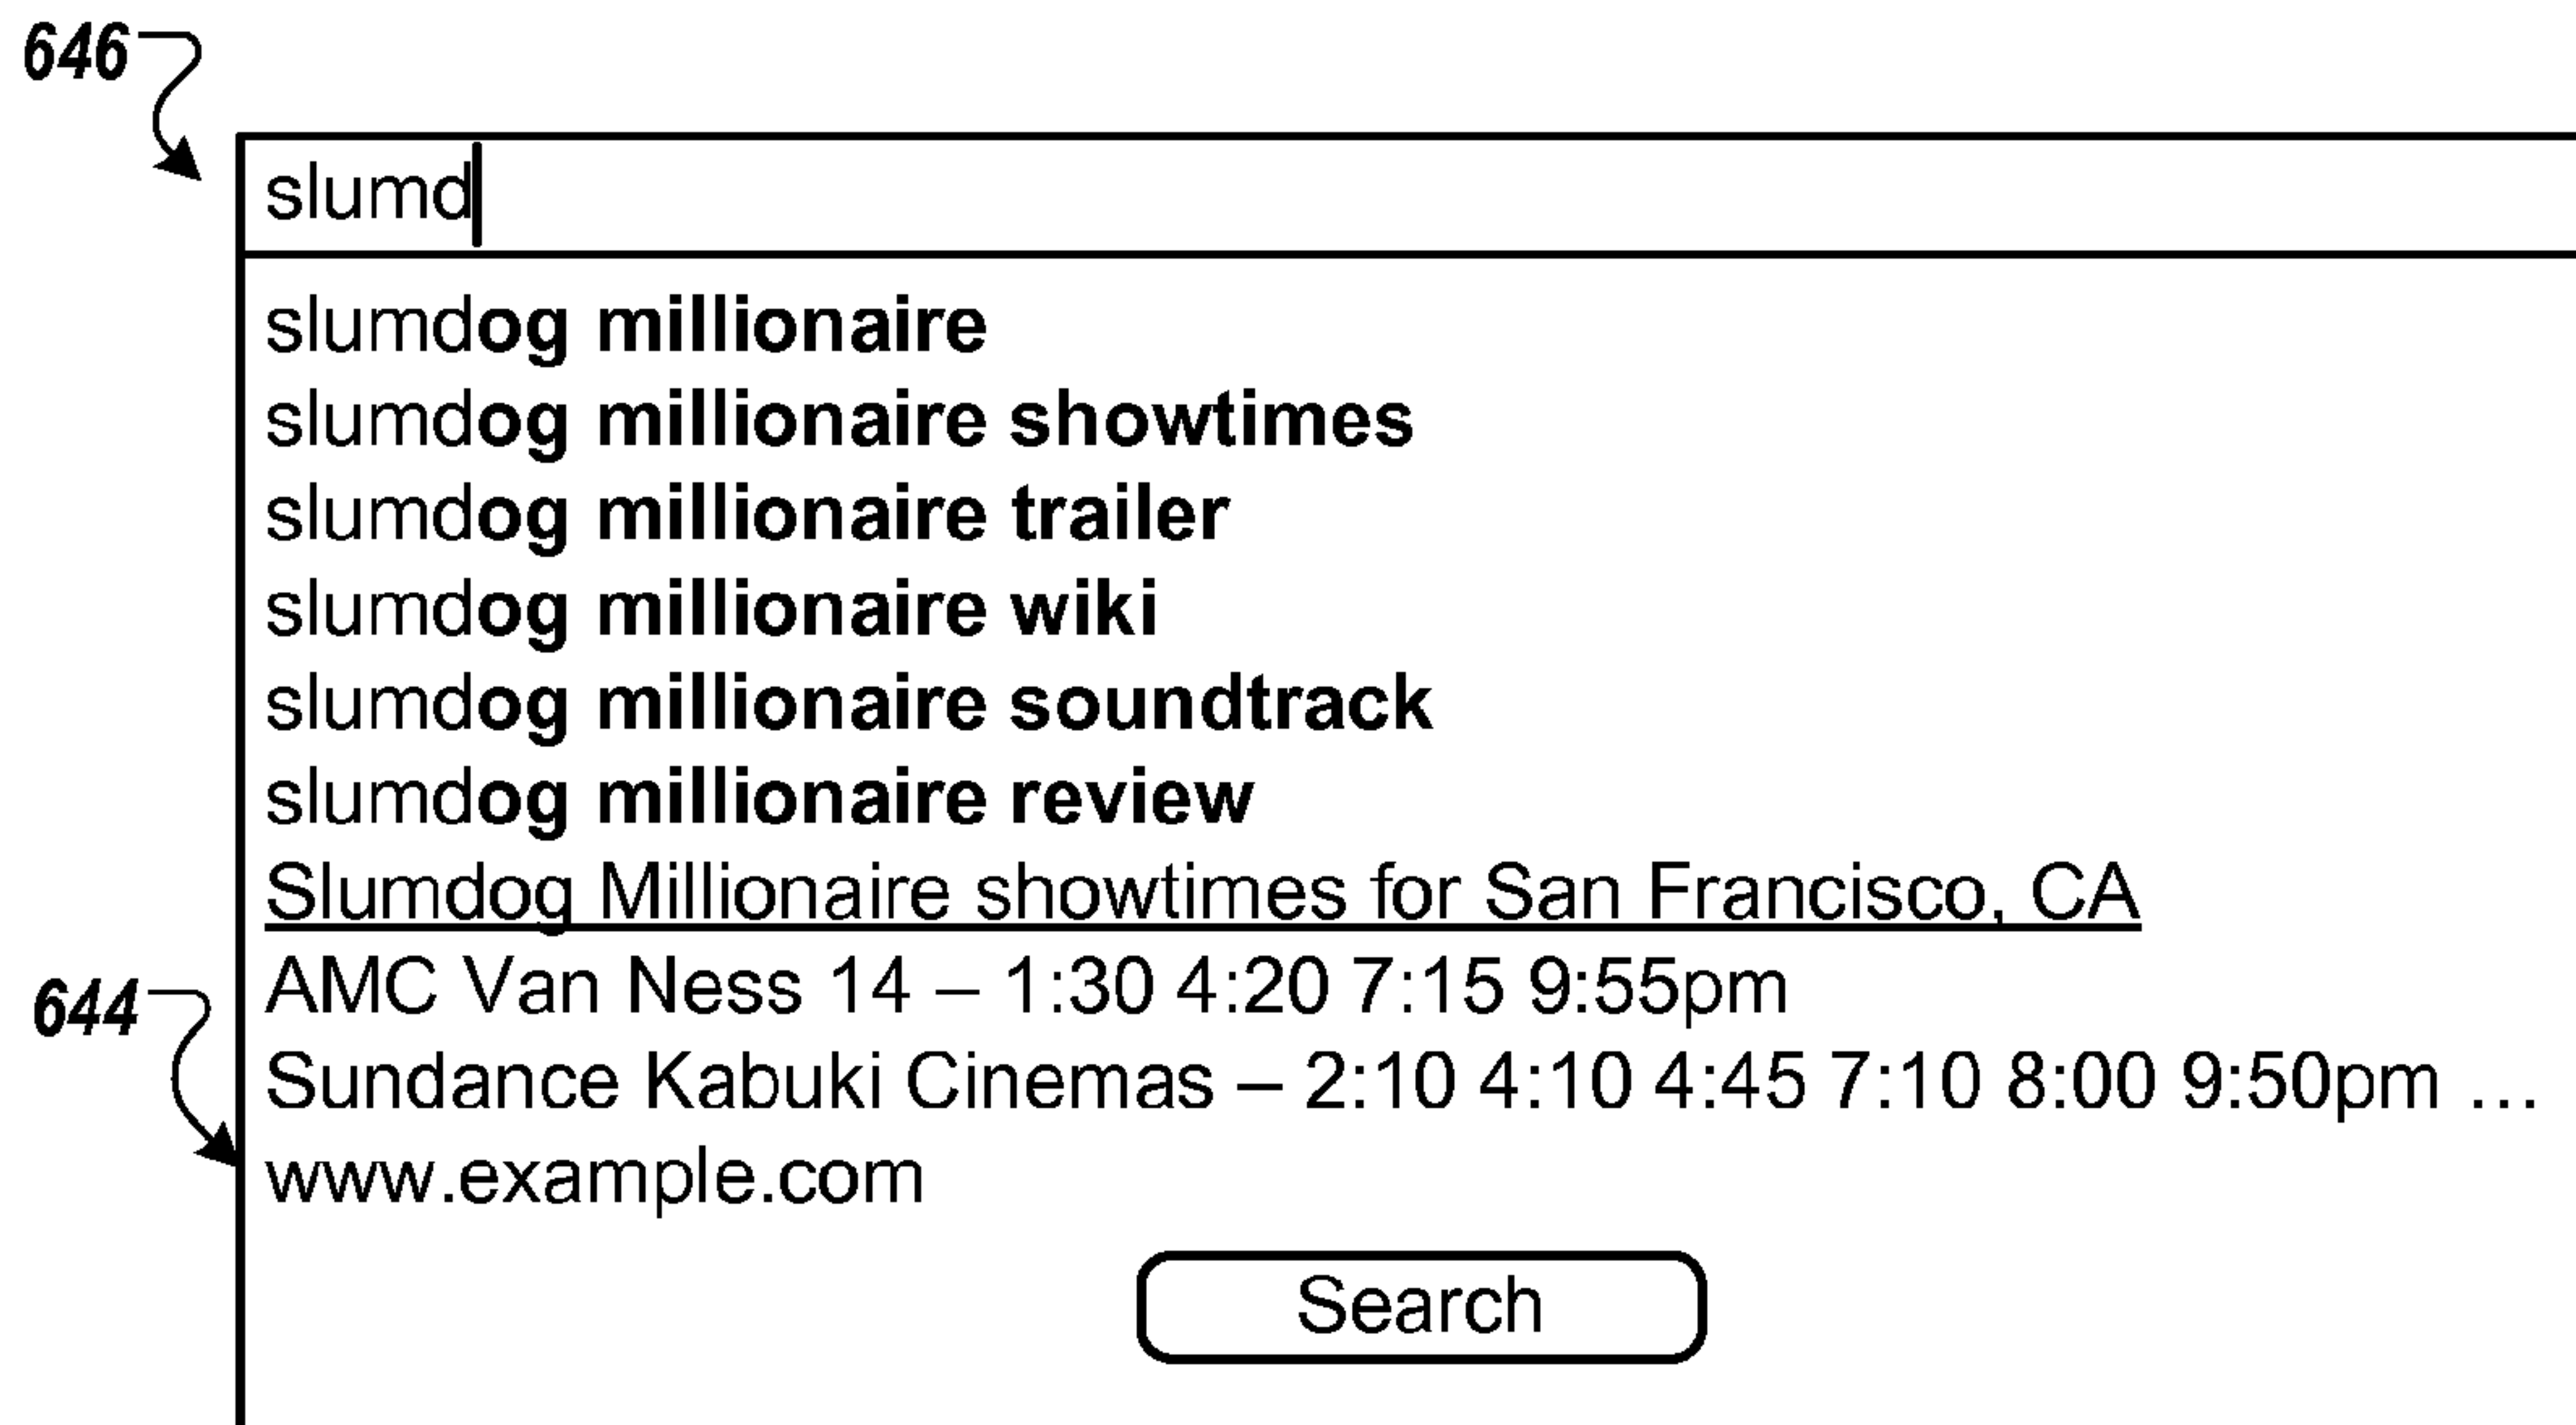 646
slumd
slumdog millionaire
slumdog millionaire showtimes
slumdog millionaire trailer
slumdog millionaire wiki
slumdog millionaire soundtrack
slumdog millionaire review
Slumdog Millionaire showtimes for San Francisco, CA
AMC Van Ness 14 – 1:30 4:20 7:15 9:55pm
644
Sundance Kabuki Cinemas – 2:10 4:10 4:45 7:10 8:00 9:50pm ...
www.example.com
Search